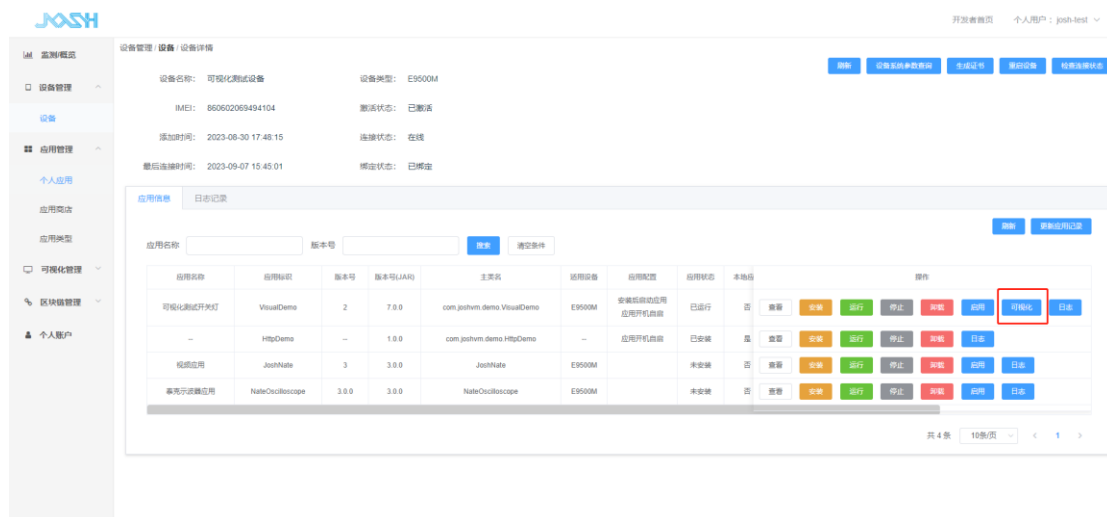 JOSH
开发者首页 个人用户：josh-test
监测/概览
设备管理
设备
应用管理
个人应用
应用商店
应用类型
可视化管理
区块链管理
个人账户
设备管理 / 设备 / 设备详情
刷新 设备系统参数查询 生成证书 重启设备 检查连接状态
设备名称： 可视化测试设备 设备类型： E9500M
IMEI： 860602069494104 激活状态： 已激活
添加时间： 2023-08-30 17:48:15 连接状态： 在线
最后连接时间： 2023-09-07 15:45:01 绑定状态： 已绑定
应用信息 日志记录
刷新 更新应用记录
应用名称 版本号 搜索 清空条件
应用名称 应用标识 版本号 版本号(JAR) 主类名 适用设备 应用配置 应用状态 本地应 操作
可视化测试开关灯 VisualDemo 2 7.0.0 com.joshvm.demo.VisualDemo E9500M 安装后启动应用 已运行 否 查看 安装 运行 停止 卸载 启用 可视化 日志
应用开机自启
-- HttpDemo -- 1.0.0 com.joshvm.demo.HttpDemo -- 应用开机自启 已安装 是 查看 安装 运行 停止 卸载 日志
视频应用 JoshNate 3 3.0.0 JoshNate E9500M 未安装 否 查看 安装 运行 停止 卸载 启用 日志
泰克示波器应用 NateOscilloscope 3.0.0 3.0.0 NateOscilloscope E9500M 未安装 否 查看 安装 运行 停止 卸载 启用 日志
共 4 条 10条/页 1